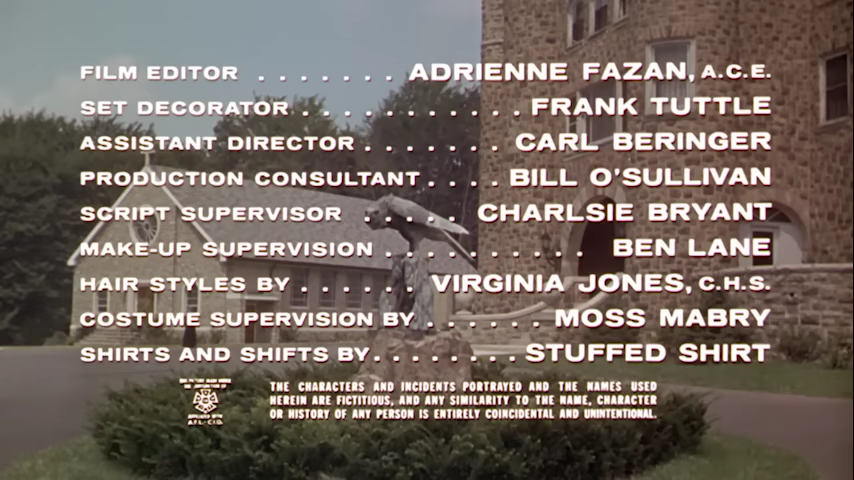 FILM EDITOR . . . . . . . ADRIENNE FAZAN, A.C.E.
SET DECORATOR . . . . . . . . . . . FRANK TUTTLE
ASSISTANT DIRECTOR . . . . . . . CARL BERINGER
PRODUCTION CONSULTANT . . . . BILL O'SULLIVAN
SCRIPT SUPERVISOR . . . . . CHARLSIE BRYANT
MAKE-UP SUPERVISION . . . . . . . . . . BEN LANE
HAIR STYLES BY . . . . . . VIRGINIA JONES, C.H.S.
COSTUME SUPERVISION BY . . . . . . MOSS MABRY
SHIRTS AND SHIFTS BY . . . . . . . . STUFFED SHIRT
THE CHARACTERS AND INCIDENTS PORTRAYED AND THE NAMES USED
HEREIN ARE FICTITIOUS, AND ANY SIMILARITY TO THE NAME, CHARACTER
OR HISTORY OF ANY PERSON IS ENTIRELY COINCIDENTAL AND UNINTENTIONAL.
A.F.L.-C.I.O.